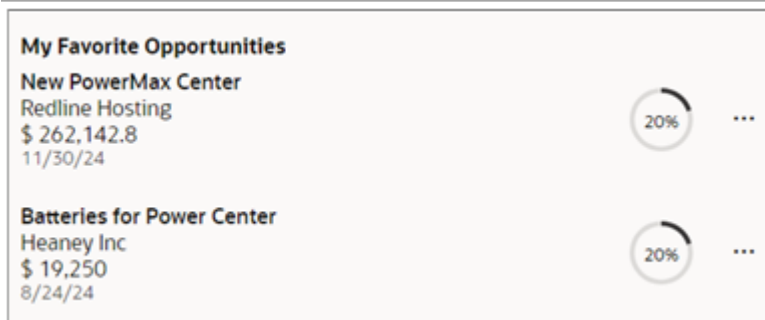 My Favorite Opportunities
New PowerMax Center
Redline Hosting
$ 262,142.8
11/30/24
20%
...
Batteries for Power Center
Heaney Inc
$ 19,250
8/24/24
20%
...